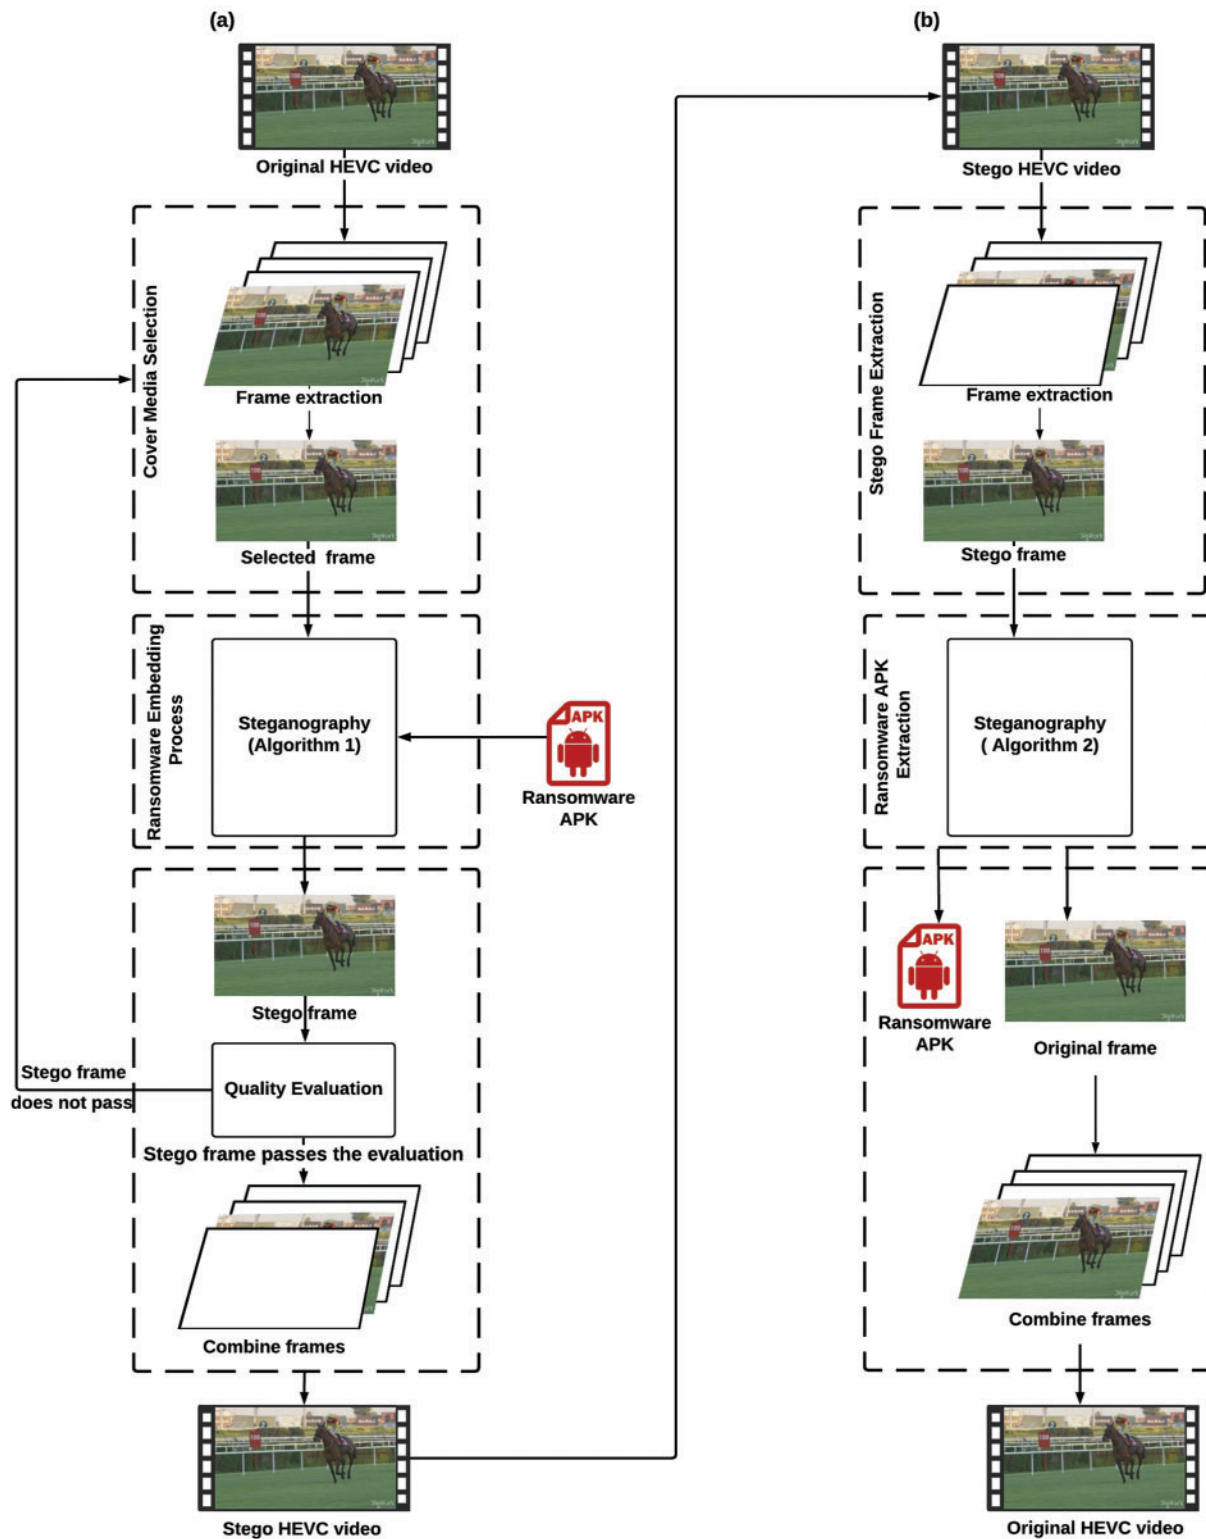 (a)
Original HEVC video
Cover Media Selection
Frame extraction
Selected frame
Ransomware Embedding
Process
Steganography
(Algorithm 1)
APK
Ransomware
APK
Stego frame
Quality Evaluation
Stego frame
does not pass
Stego frame passes the evaluation
Combine frames
Stego HEVC video
(b)
Stego HEVC video
Stego Frame Extraction
Frame extraction
Stego frame
Ransomware APK
Extraction
Steganography
( Algorithm 2)
APK
Ransomware
APK
Original frame
Combine frames
Original HEVC video